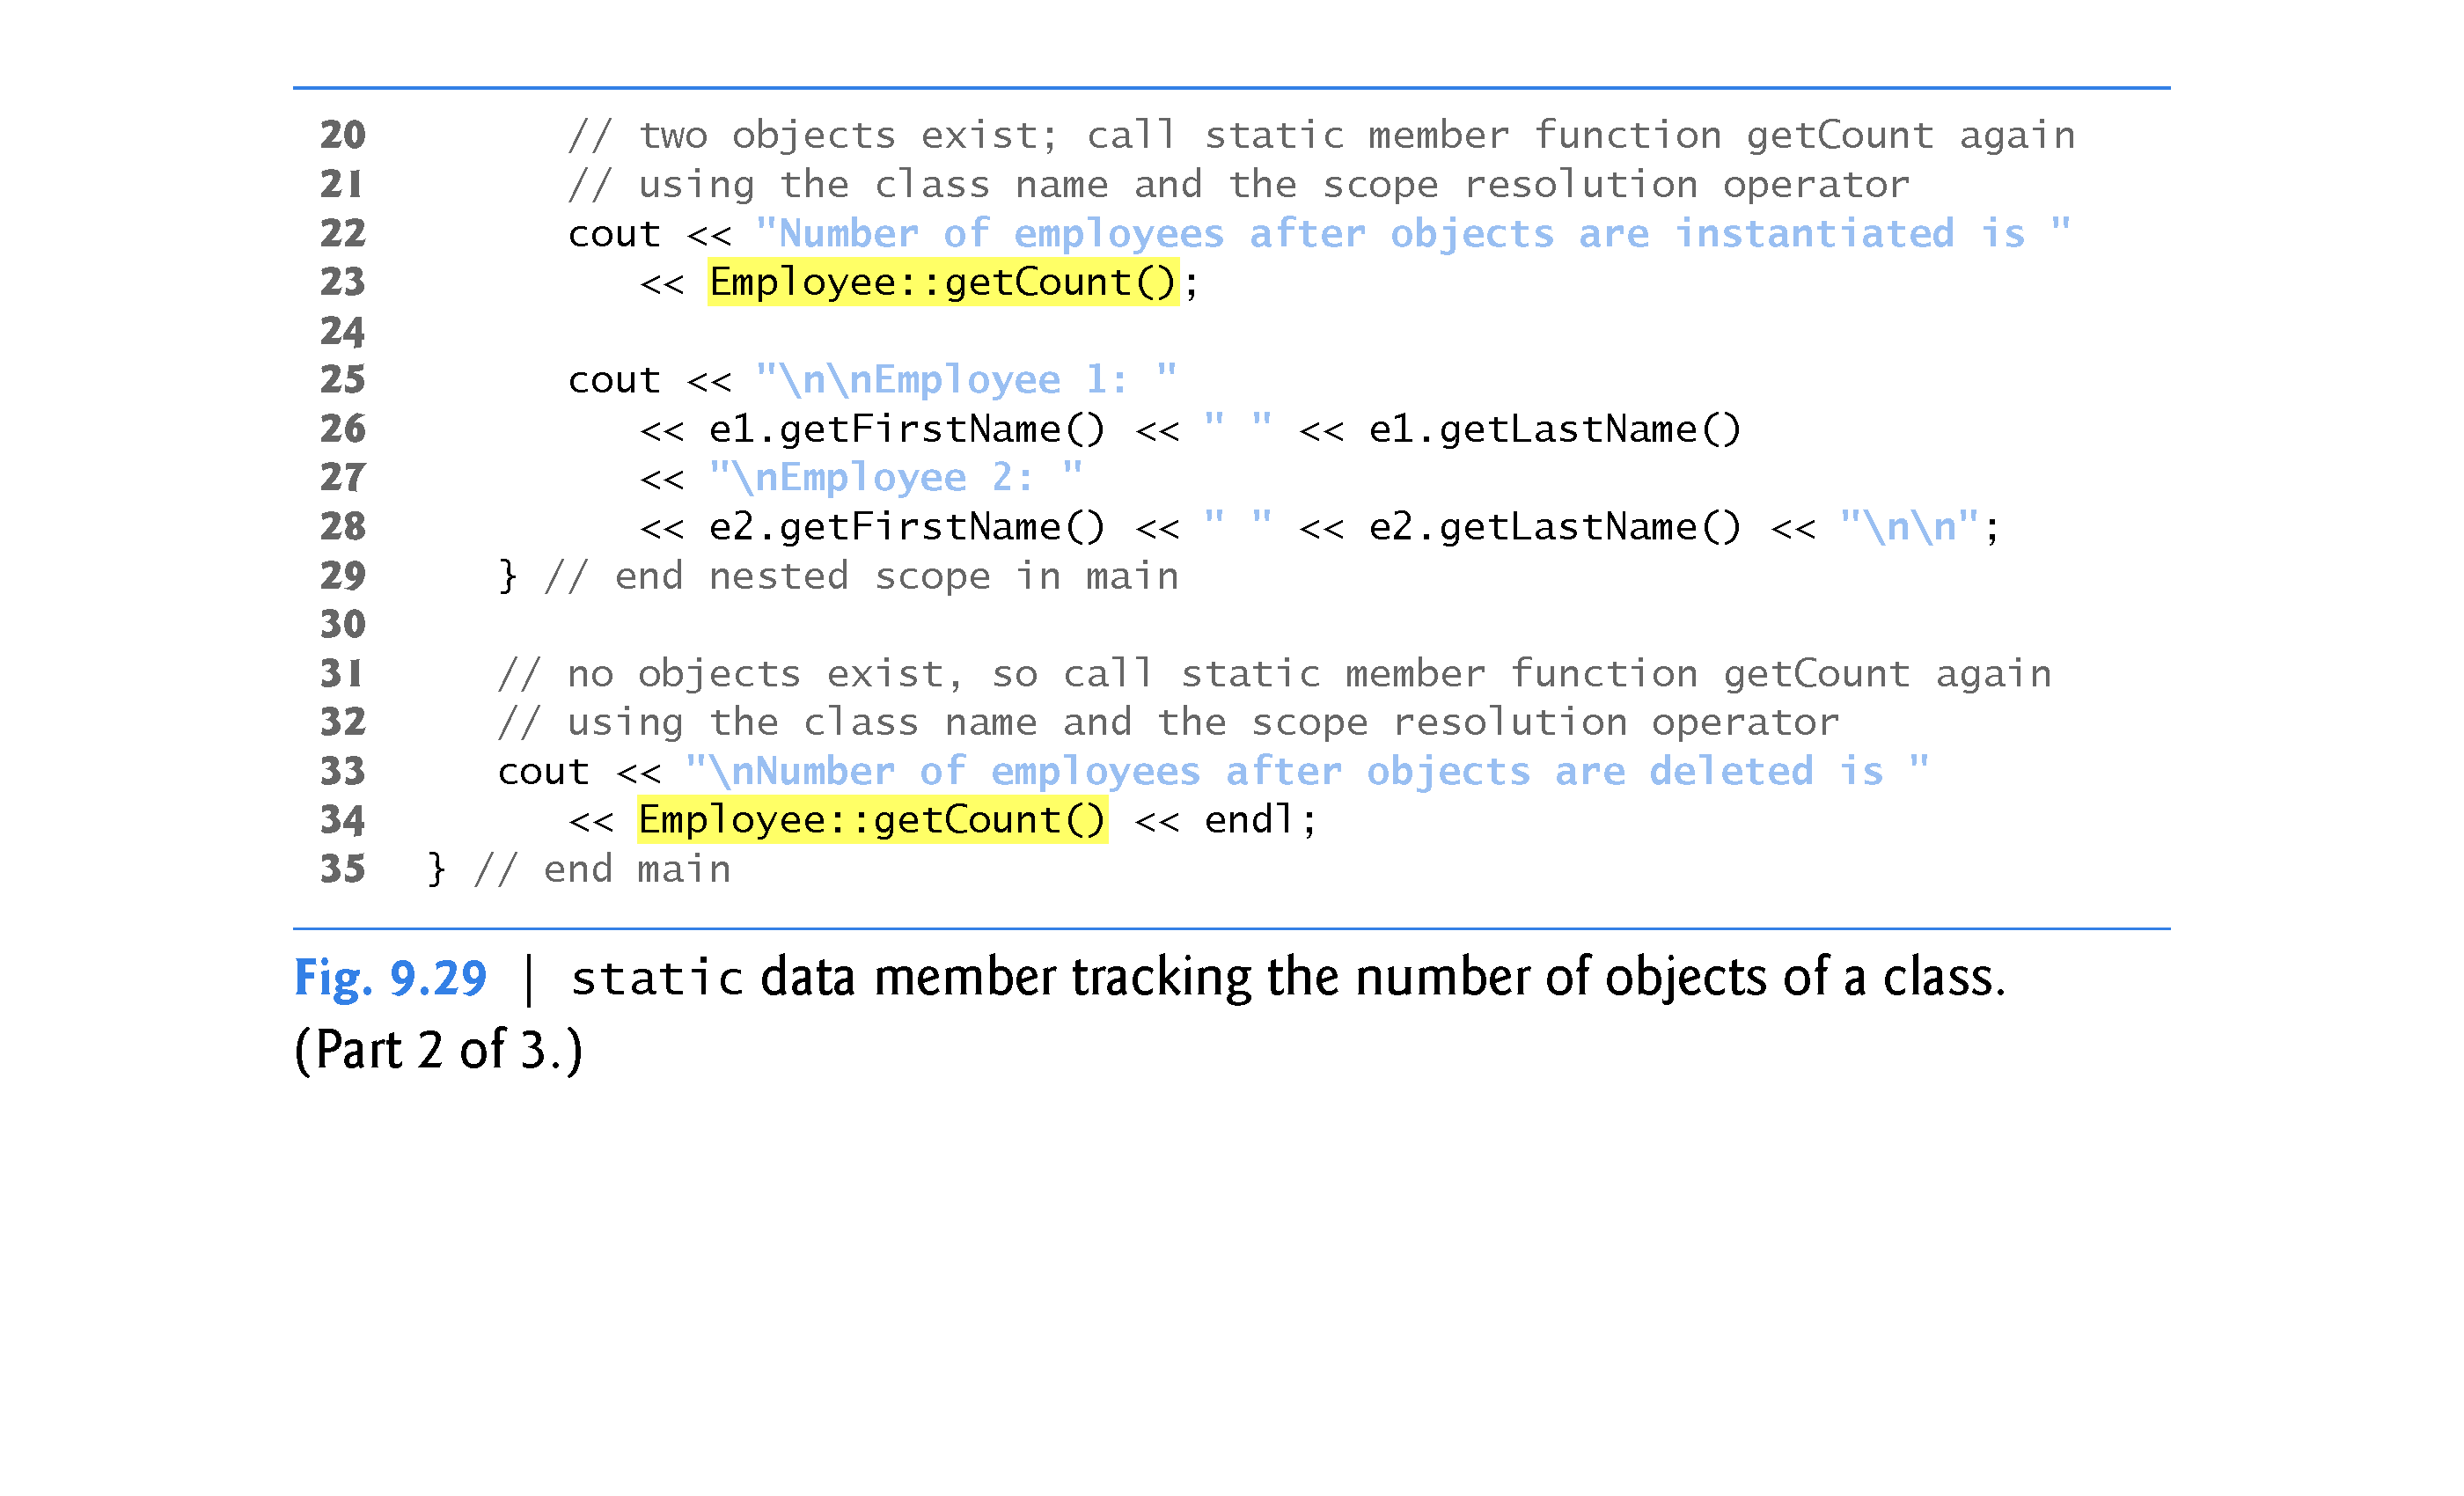 20 // two objects exist; call static member function getCount again
21 // using the class name and the scope resolution operator
22 cout << "Number of employees after objects are instantiated is "
23 << Employee::getCount();
24
25 cout << "\n\nEmployee 1: "
26 << e1.getFirstName() << " " << e1.getLastName()
27 << "\nEmployee 2: "
28 << e2.getFirstName() << " " << e2.getLastName() << "\n\n";
29 } // end nested scope in main
30
31 // no objects exist, so call static member function getCount again
32 // using the class name and the scope resolution operator
33 cout << "\nNumber of employees after objects are deleted is "
34 << Employee::getCount() << endl;
35 } // end main
Fig. 9.29 | static data member tracking the number of objects of a class.
(Part 2 of 3.)